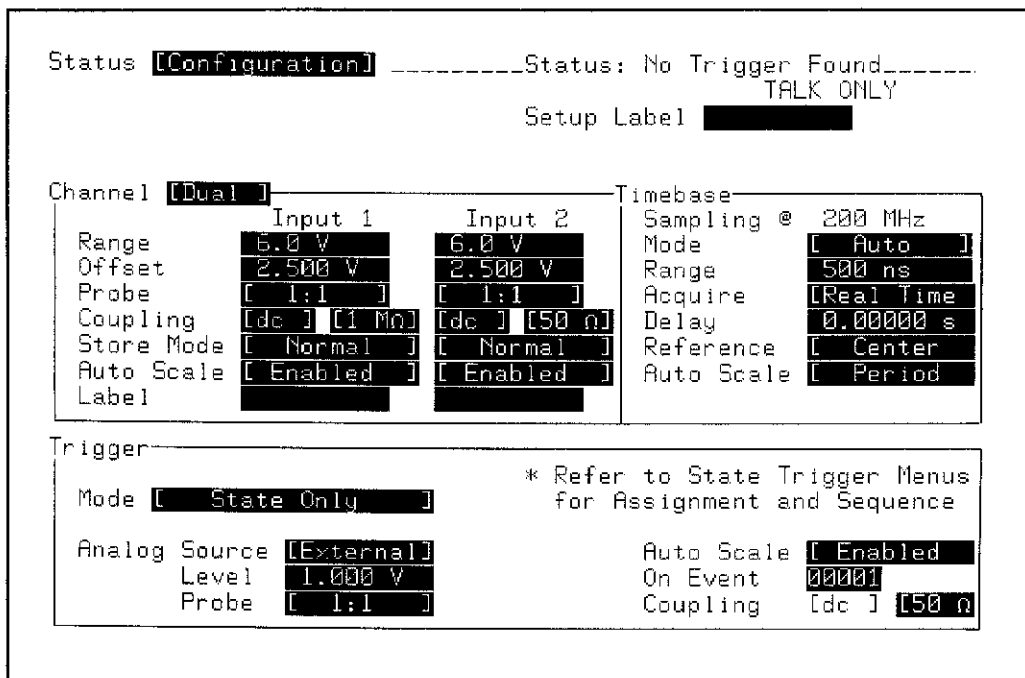 Status [Configuration] _________Status: No Trigger Found______
TALK ONLY
Setup Label
Channel [Dual ]
Input 1 Input 2
Range 6.0 V 6.0 V
Offset 2.500 V 2.500 V
Probe [ 1:1 ] [ 1:1 ]
Coupling [dc ] [1 MΩ] [dc ] [50 Ω]
Store Mode [ Normal ] [ Normal ]
Auto Scale [ Enabled ] [ Enabled ]
Label
Timebase
Sampling @ 200 MHz
Mode [ Auto ]
Range 500 ns
Acquire [Real Time
Delay 0.00000 s
Reference [ Center
Auto Scale [ Period
Trigger
Mode [ State Only ]
* Refer to State Trigger Menus
for Assignment and Sequence
Analog Source [External]
Level 1.000 V
Probe [ 1:1 ]
Auto Scale [ Enabled
On Event 00001
Coupling [dc ] [50 Ω